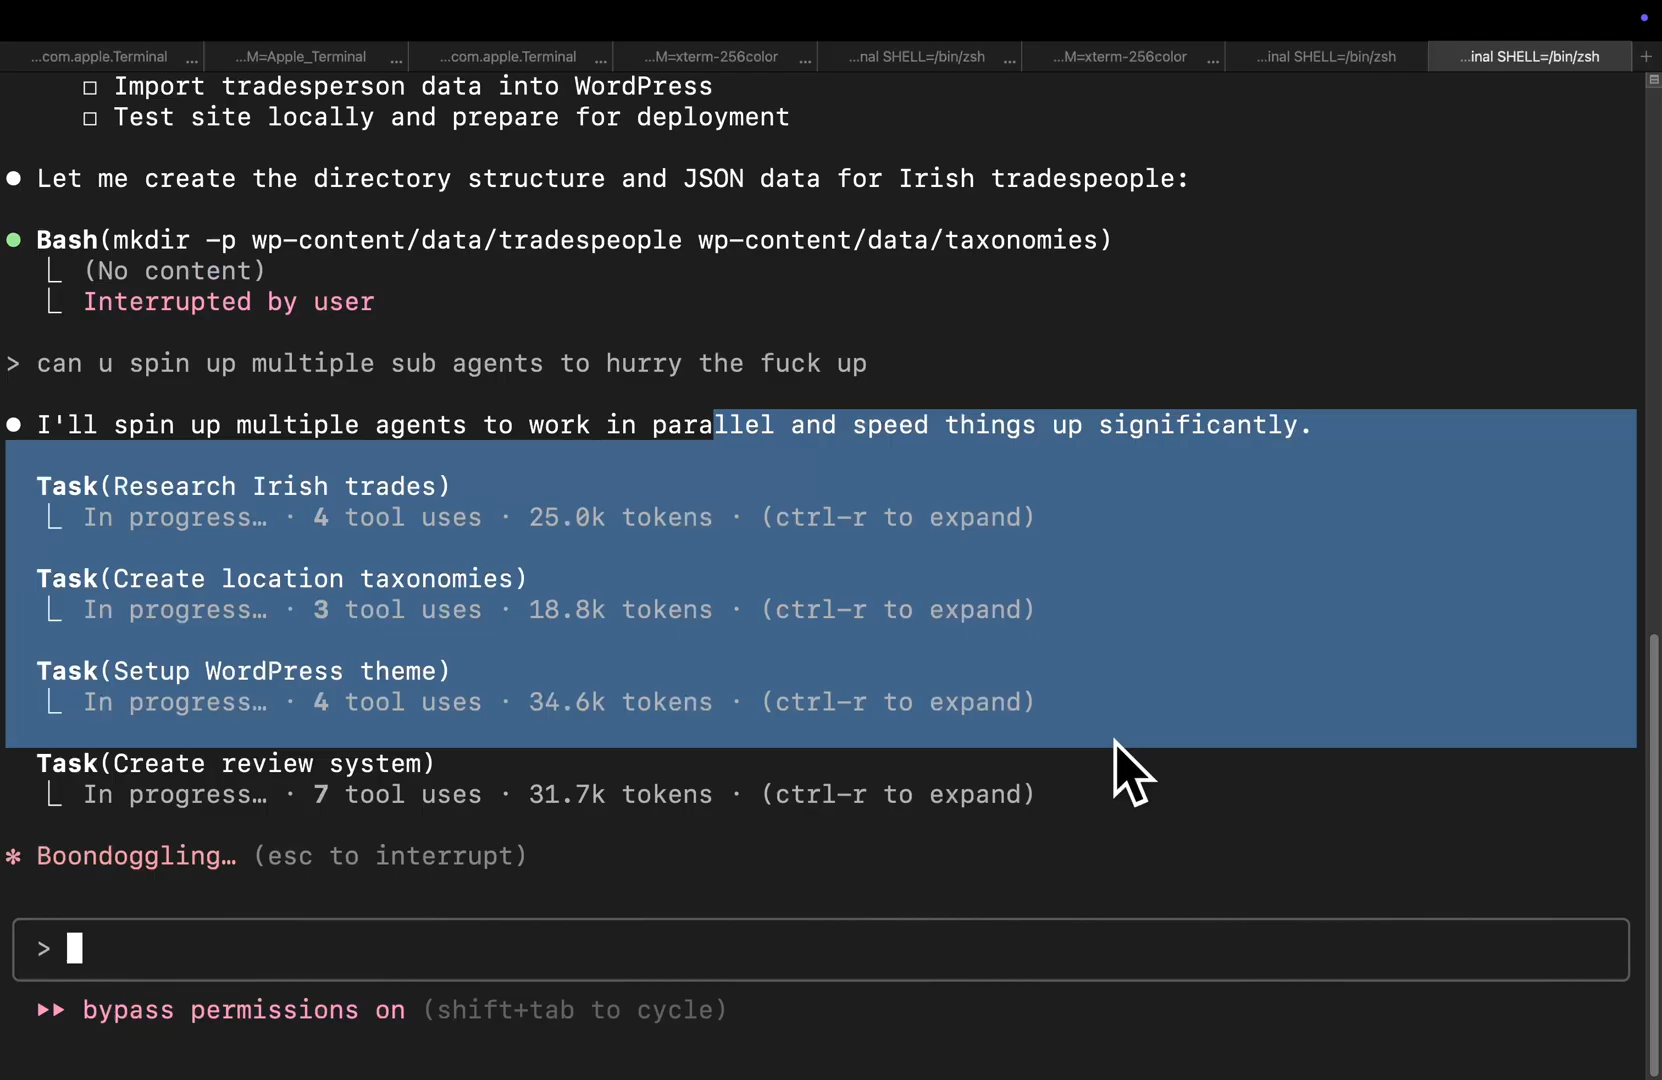 ...com.apple.Terminal ... ...M=Apple_Terminal ... ...com.apple.Terminal ... ...M=xterm-256color ... ...nal SHELL=/bin/zsh ... ...M=xterm-256color ... ...inal SHELL=/bin/zsh ...inal SHELL=/bin/zsh +
☐ Import tradesperson data into WordPress
☐ Test site locally and prepare for deployment
● Let me create the directory structure and JSON data for Irish tradespeople:
● Bash(mkdir -p wp-content/data/tradespeople wp-content/data/taxonomies)
⎿ (No content)
⎿ Interrupted by user
> can u spin up multiple sub agents to hurry the fuck up
● I'll spin up multiple agents to work in parallel and speed things up significantly.
Task(Research Irish trades)
⎿ In progress… · 4 tool uses · 25.0k tokens · (ctrl-r to expand)
Task(Create location taxonomies)
⎿ In progress… · 3 tool uses · 18.8k tokens · (ctrl-r to expand)
Task(Setup WordPress theme)
⎿ In progress… · 4 tool uses · 34.6k tokens · (ctrl-r to expand)
Task(Create review system)
⎿ In progress… · 7 tool uses · 31.7k tokens · (ctrl-r to expand)
✻ Boondoggling… (esc to interrupt)
>
⏵⏵ bypass permissions on (shift+tab to cycle)